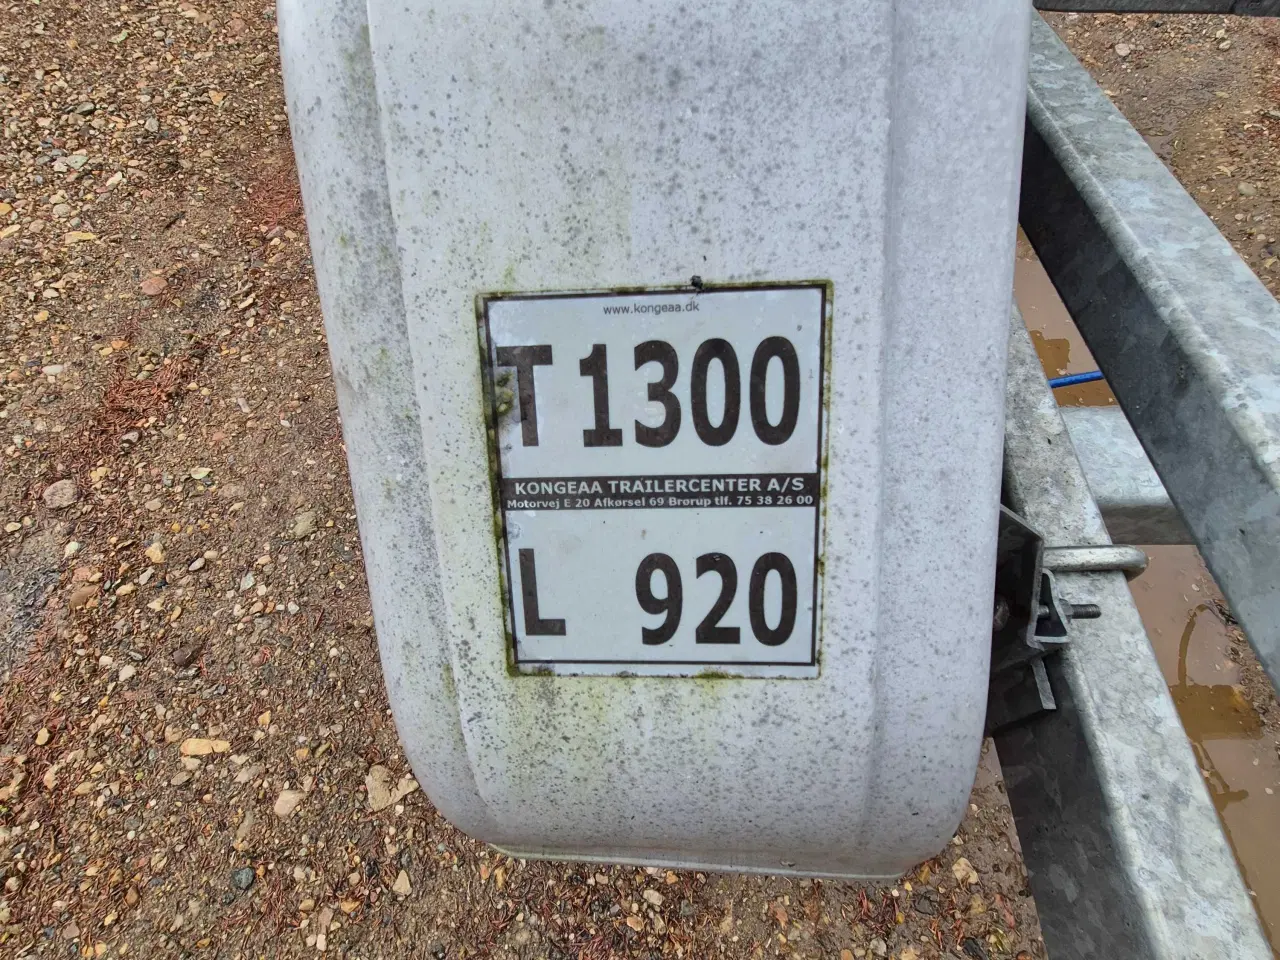 www.kongeaa.dk
T 1300
KONGEAA TRAILERCENTER A/S
Motorvej E 20 Afkørsel 69 Brørup tlf. 75 38 26 00
L 920